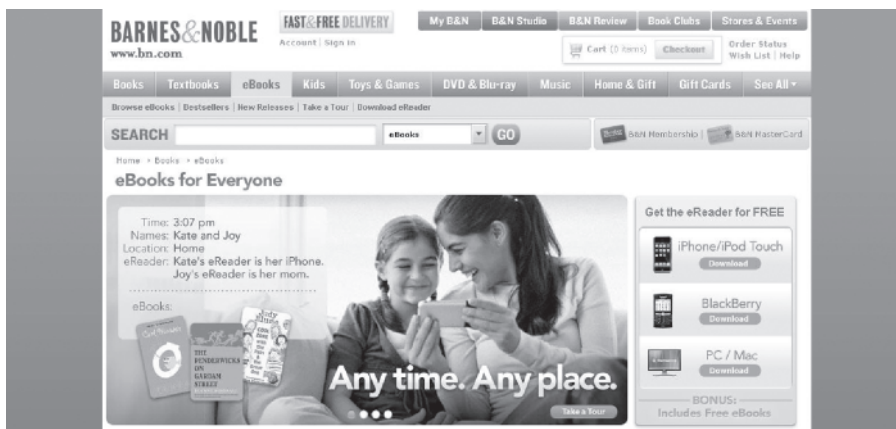 BARNES&NOBLE
www.bn.com
FAST&FREE DELIVERY
Account | Sign in
My B&N B&N Studio B&N Review Book Clubs Stores & Events
Cart (0 items) Checkout
Order Status
Wish List | Help
Books Textbooks eBooks Kids Toys & Games DVD & Blu-ray Music Home & Gift Gift Cards See All
Browse eBooks | Bestsellers | New Releases | Take a Tour | Download eReader
SEARCH eBooks GO
B&N Membership | B&N MasterCard
Home > Books > eBooks
eBooks for Everyone
Time: 3:07 pm
Names: Kate and Joy
Location: Home
eReader: Kate's eReader is her iPhone.
Joy's eReader is her mom.
eBooks:
THE
PENDERWICKS
ON
GARDAM
STREET
Any time. Any place.
Take a Tour
Get the eReader for FREE
iPhone/iPod Touch
Download
BlackBerry
Download
PC / Mac
Download
BONUS:
Includes Free eBooks